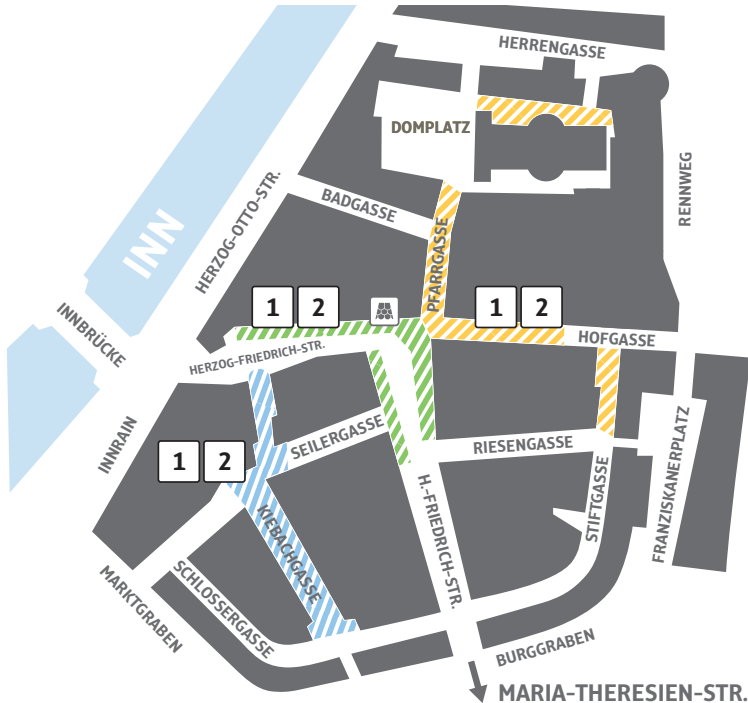 HERRENGASSE
DOMPLATZ
RENNWEG
HERZOG-OTTO-STR.
BADGASSE
INN
PFARRGASSE
1 2
1 2
INNBRÜCKE
HERZOG-FRIEDRICH-STR.
HOFGASSE
INNRAIN
SEILERGASSE
RIESENGASSE
1 2
FRANZISKANERPLATZ
STIFTGASSE
H.-FRIEDRICH-STR.
KIEBACHGASSE
SCHLOSSERGASSE
MARKTGRABEN
BURGGRABEN
MARIA-THERESIEN-STR.